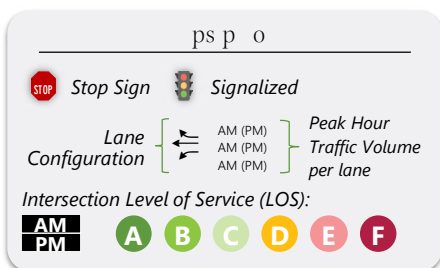 ps p o
STOP Stop Sign Signalized
Lane Configuration
AM (PM)
AM (PM)
AM (PM)
Peak Hour
Traffic Volume
per lane
Intersection Level of Service (LOS):
AM
PM
A B C D E F